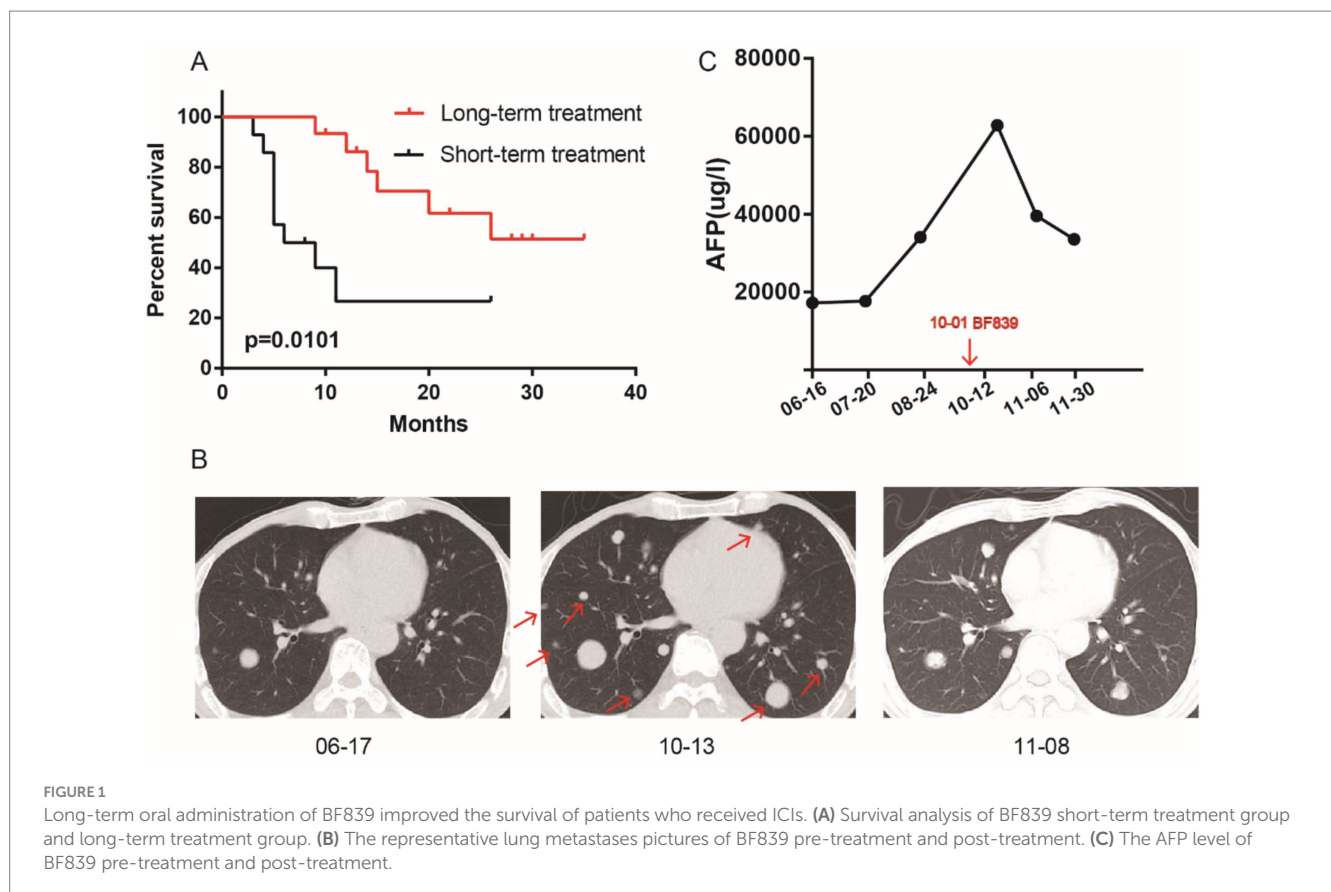 A
Percent survival
100
80
60
40
20
0
0 10 20 30 40
Months
Long-term treatment
Short-term treatment
p=0.0101
C
AFP(ug/l)
80000
60000
40000
20000
10-01 BF839
06-16 07-20 08-24 10-12 11-06 11-30
B
06-17 10-13 11-08
FIGURE 1
Long-term oral administration of BF839 improved the survival of patients who received ICIs. (A) Survival analysis of BF839 short-term treatment group
and long-term treatment group. (B) The representative lung metastases pictures of BF839 pre-treatment and post-treatment. (C) The AFP level of
BF839 pre-treatment and post-treatment.